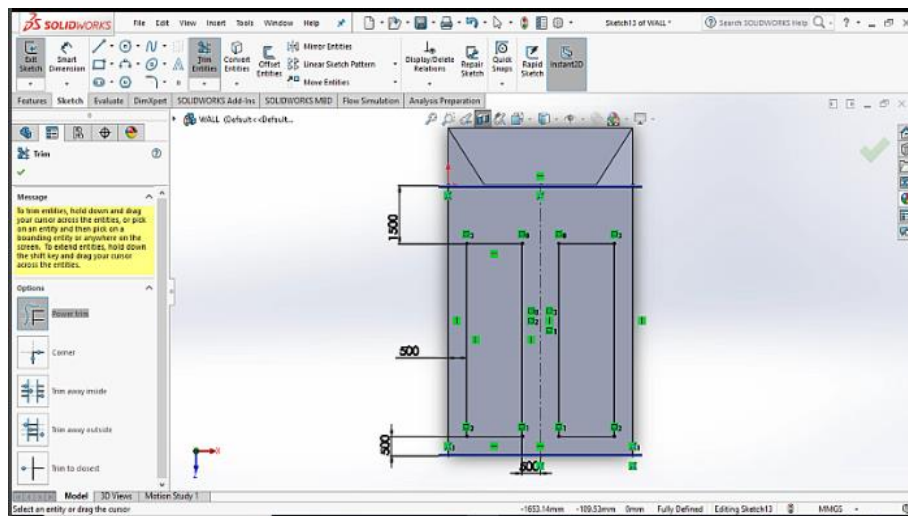 SOLIDWORKS
File Edit View Insert Tools Window Help
Sketch13 of WALL *
Search SOLIDWORKS Help
Exit Sketch
Smart Dimension
Trim Entities
Convert Entities
Offset Entities
Mirror Entities
Linear Sketch Pattern
Move Entities
Display/Delete Relations
Repair Sketch
Quick Snaps
Rapid Sketch
Instant2D
Features Sketch Evaluate DimXpert SOLIDWORKS Add-Ins SOLIDWORKS MBD Flow Simulation Analysis Preparation
WALL (Default<<Default...
Trim
Message
To trim entities, hold down and drag
your cursor across the entities, or pick
on an entity and then pick on a
bounding entity or anywhere on the
screen. To extend entities, hold down
the shift key and drag your cursor
across the entities.
Options
Power trim
Corner
Trim away inside
Trim away outside
Trim to closest
1500
500
500
500
Model 3D Views Motion Study 1
Select an entity or drag the cursor
-1653.14mm -109.53mm 0mm Fully Defined Editing Sketch13 MMGS